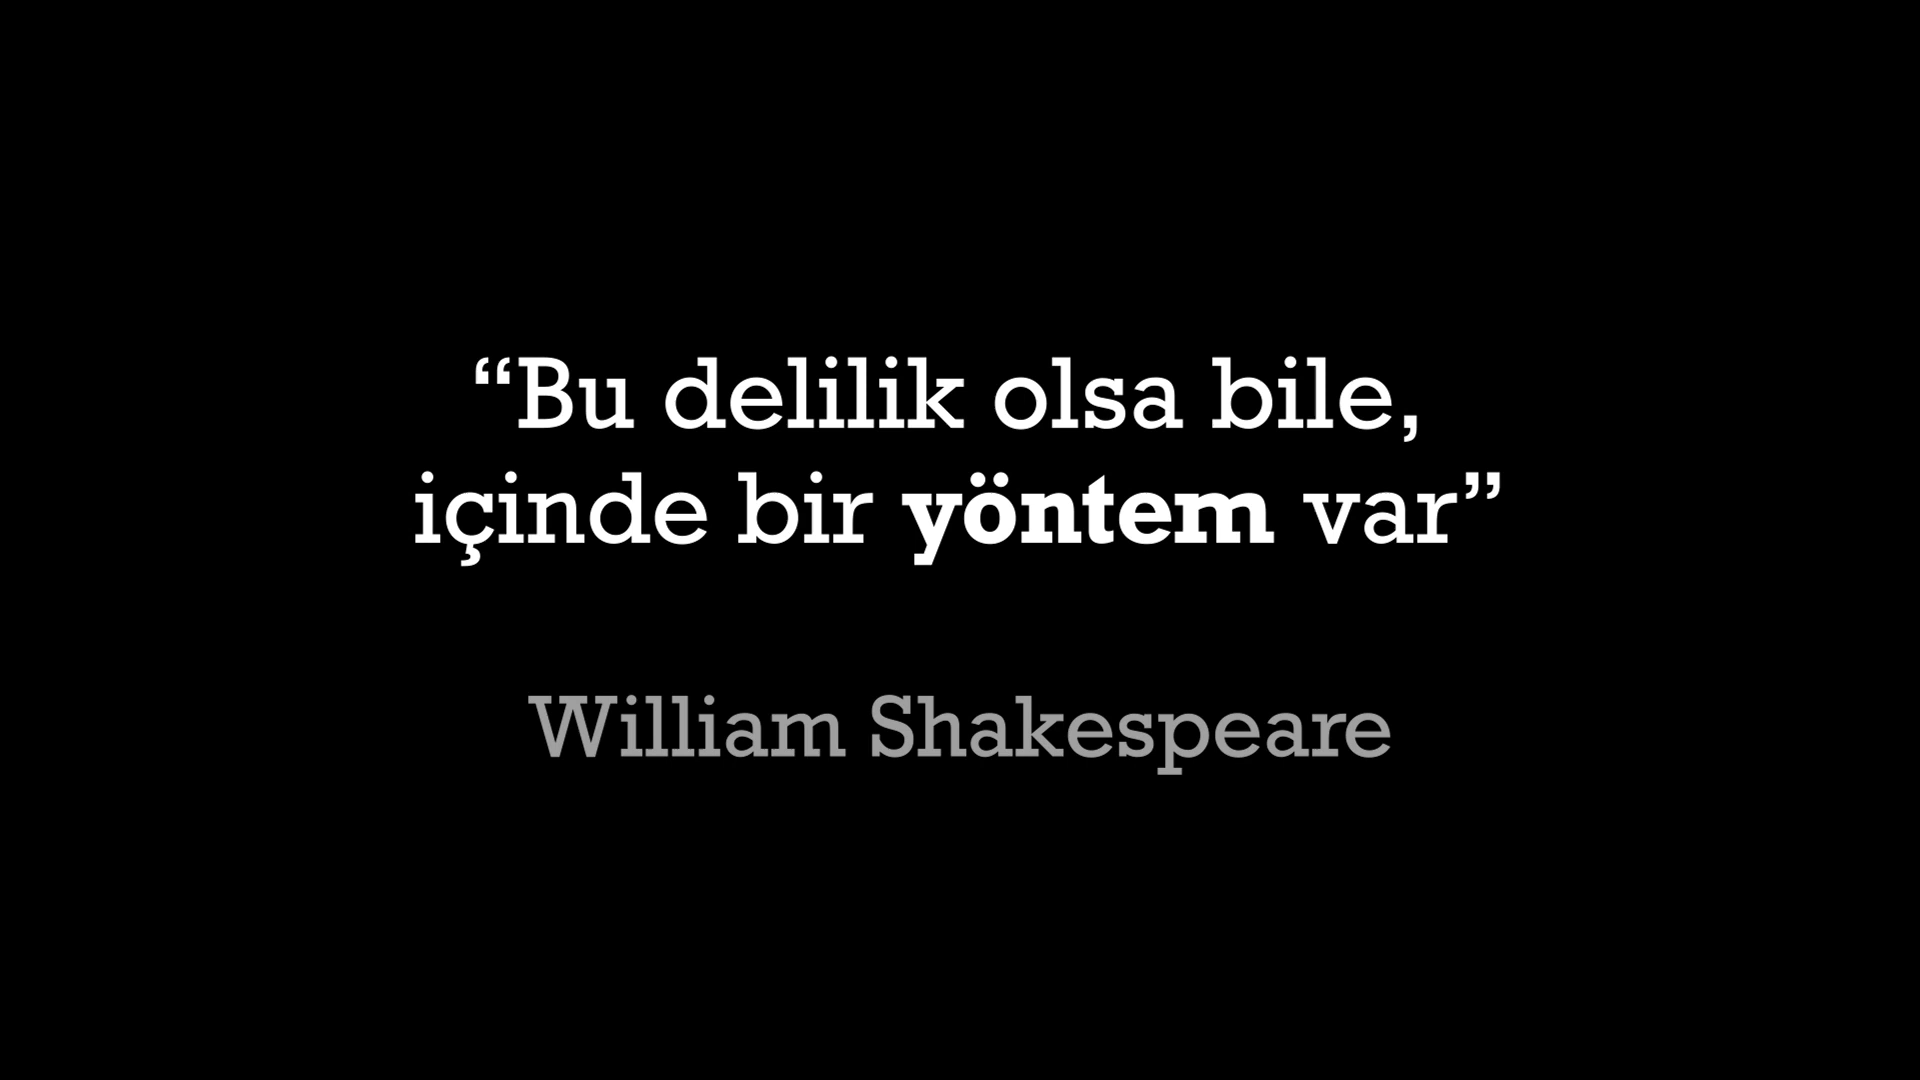 “Bu delilik olsa bile,
içinde bir yöntem var”
William Shakespeare